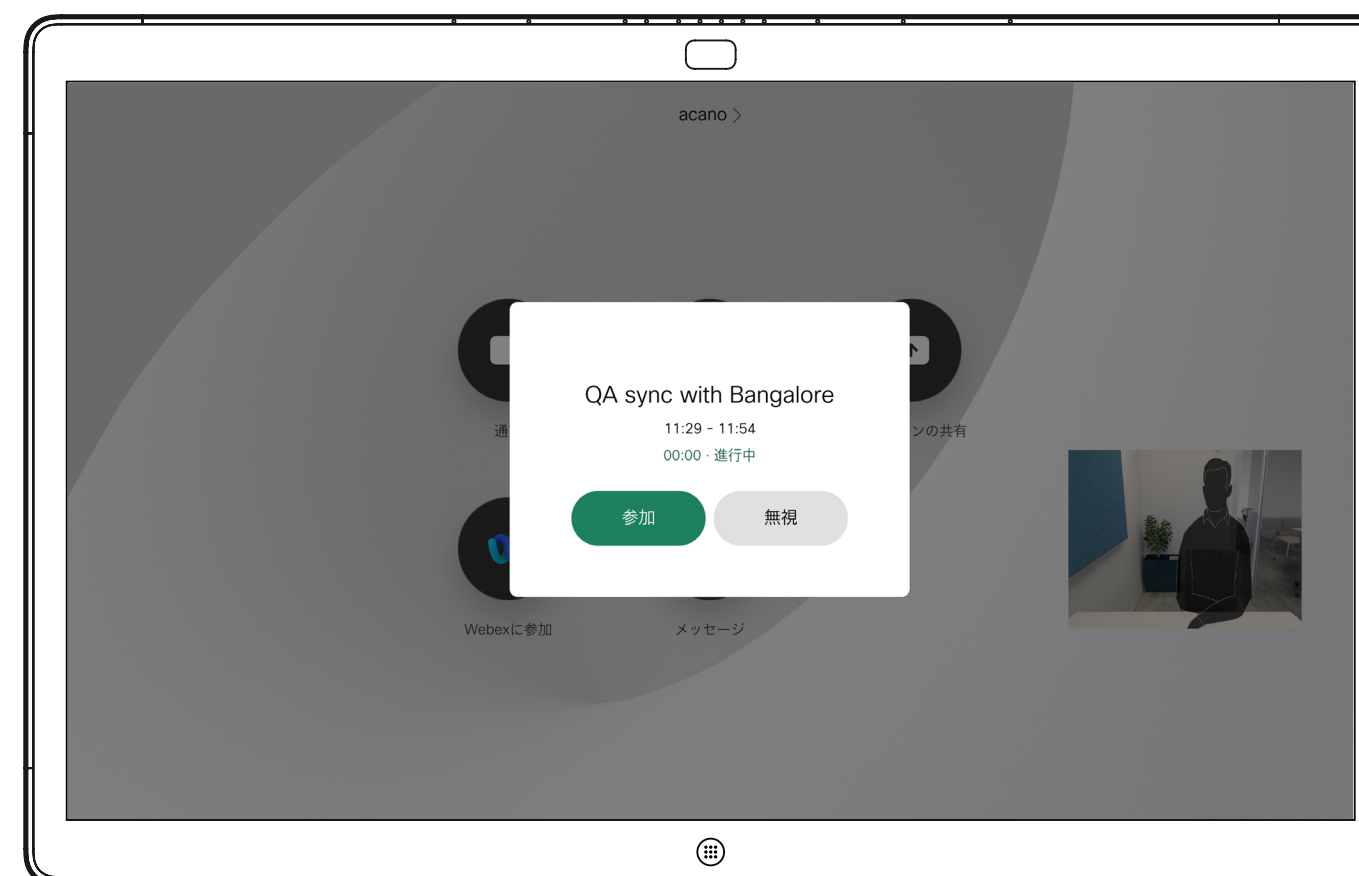 acano
QA sync with Bangalore
11:29 - 11:54
通
ンの共有
00:00 · 進行中
参加
無視
Webexに参加
メッセージ